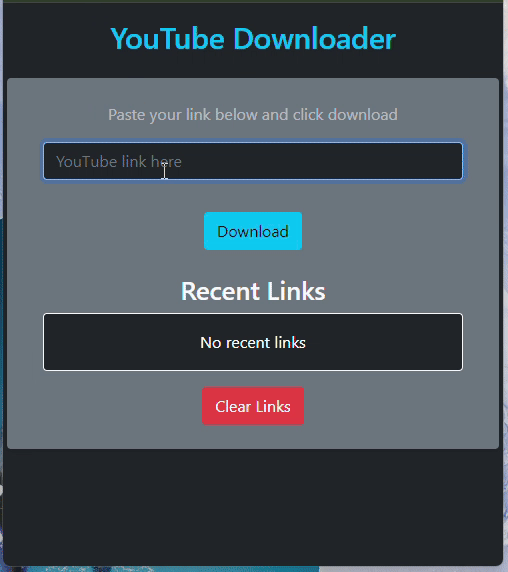 YouTube Downloader
Paste your link below and click download
YouTube link here
Download
Recent Links
No recent links
Clear Links